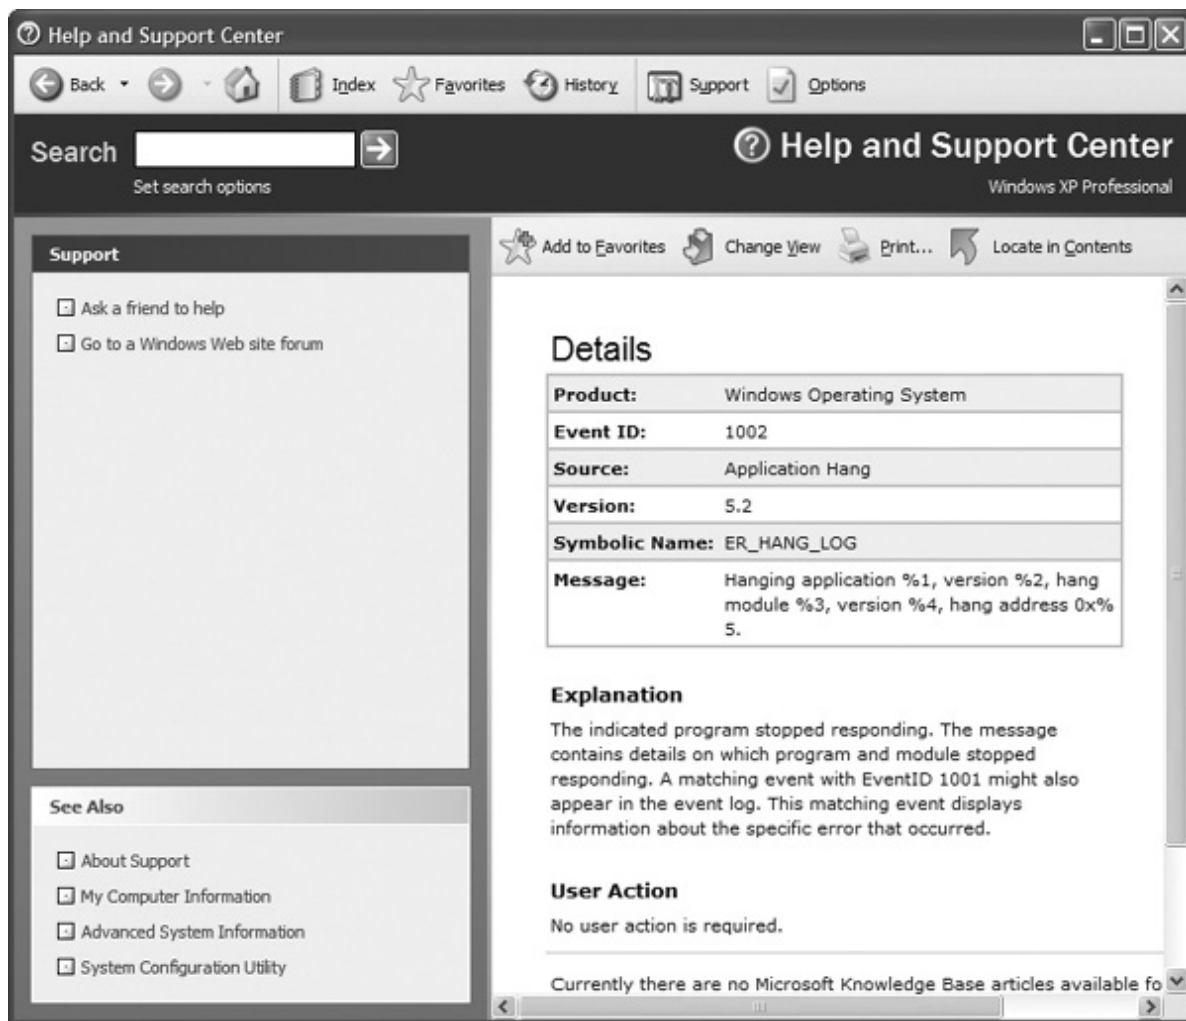 Help and Support Center
Back Index Favorites History Support Options
Search
Set search options
Help and Support Center
Windows XP Professional
Support
Ask a friend to help
Go to a Windows Web site forum
See Also
About Support
My Computer Information
Advanced System Information
System Configuration Utility
Add to Favorites Change View Print... Locate in Contents
Details
Product: Windows Operating System
Event ID: 1002
Source: Application Hang
Version: 5.2
Symbolic Name: ER_HANG_LOG
Message: Hanging application %1, version %2, hang
module %3, version %4, hang address 0x%
5.
Explanation
The indicated program stopped responding. The message
contains details on which program and module stopped
responding. A matching event with EventID 1001 might also
appear in the event log. This matching event displays
information about the specific error that occurred.
User Action
No user action is required.
Currently there are no Microsoft Knowledge Base articles available fo